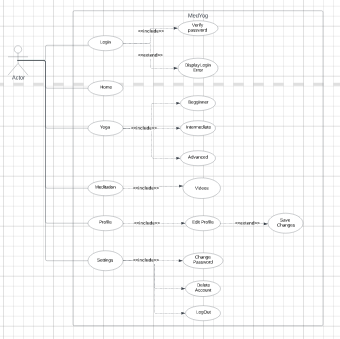 MedYog
Verify
password
<<include>>
Login
<<extend>>
Display Login
Error
Actor
Home
Begginner
Yoga
<<include>>
Intermediate
Advanced
Meditation
<<include>>
Videos
Profile
<<include>>
Edit Profile
<<extend>>
Save
Changes
Settings
<<include>>
Change
Password
Delete
Account
LogOut